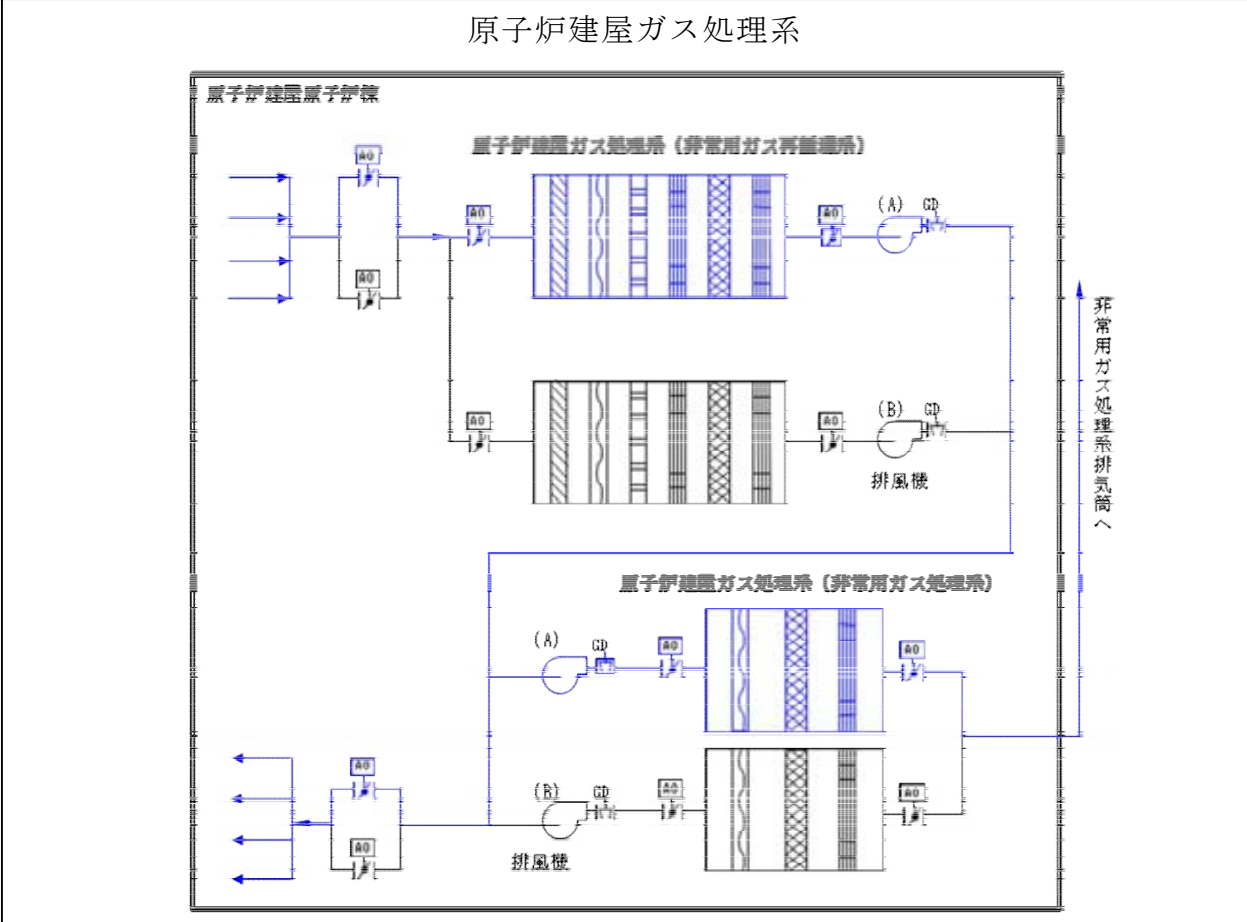 原子炉建屋ガス処理系
原子炉建屋原子炉棟
原子炉建屋ガス処理系（非常用ガス再循環系）
AO
AO
AO
AO
(A)
GD
AO
AO
(B)
GD
排風機
非常用ガス処理系排気筒へ
原子炉建屋ガス処理系（非常用ガス処理系）
(A)
GD
AO
AO
AO
(B)
GD
AO
AO
AO
排風機